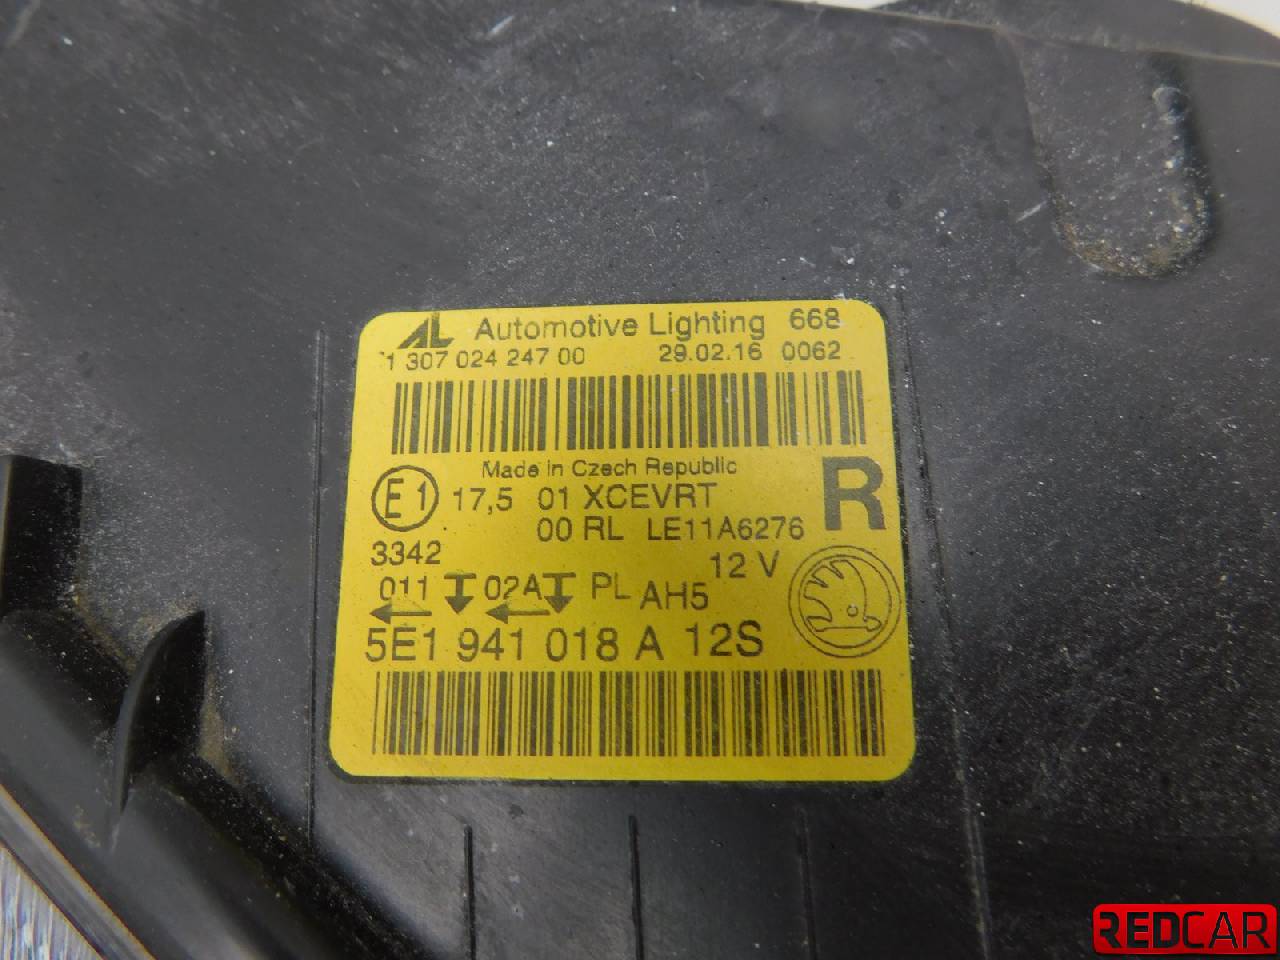 AL Automotive Lighting 668
1 307 024 247 00 29.02.16 0062
Made in Czech Republic
E1 17,5 01 XCEVRT R
00 RL LE11A6276
3342 12 V
011 02A PL AH5
5E1 941 018 A 12S
REDCAR